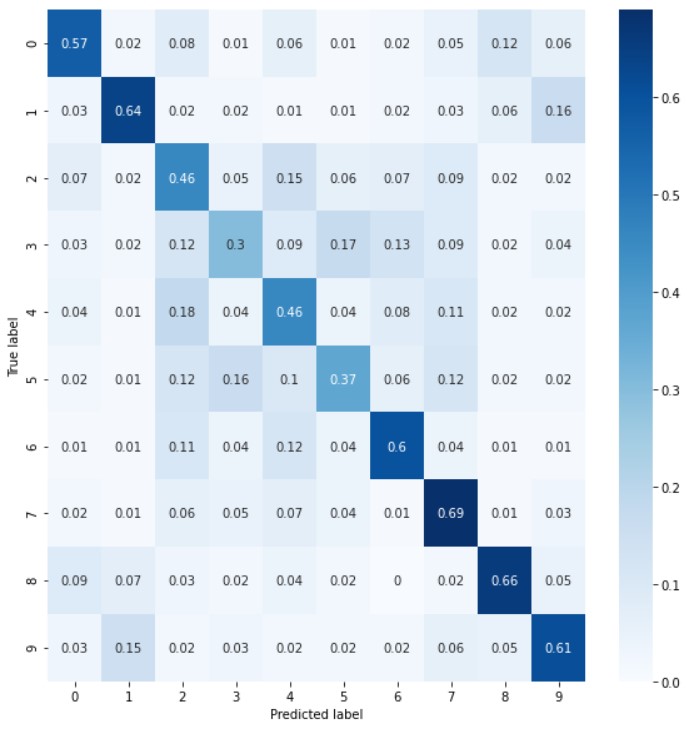 0 0.57 0.02 0.08 0.01 0.06 0.01 0.02 0.05 0.12 0.06
1 0.03 0.64 0.02 0.02 0.01 0.01 0.02 0.03 0.06 0.16
2 0.07 0.02 0.46 0.05 0.15 0.06 0.07 0.09 0.02 0.02
3 0.03 0.02 0.12 0.3 0.09 0.17 0.13 0.09 0.02 0.04
4 0.04 0.01 0.18 0.04 0.46 0.04 0.08 0.11 0.02 0.02
5 0.02 0.01 0.12 0.16 0.1 0.37 0.06 0.12 0.02 0.02
6 0.01 0.01 0.11 0.04 0.12 0.04 0.6 0.04 0.01 0.01
7 0.02 0.01 0.06 0.05 0.07 0.04 0.01 0.69 0.01 0.03
8 0.09 0.07 0.03 0.02 0.04 0.02 0 0.02 0.66 0.05
9 0.03 0.15 0.02 0.03 0.02 0.02 0.02 0.06 0.05 0.61
0 1 2 3 4 5 6 7 8 9
Predicted label
True label
0.6
0.5
0.4
0.3
0.2
0.1
0.0